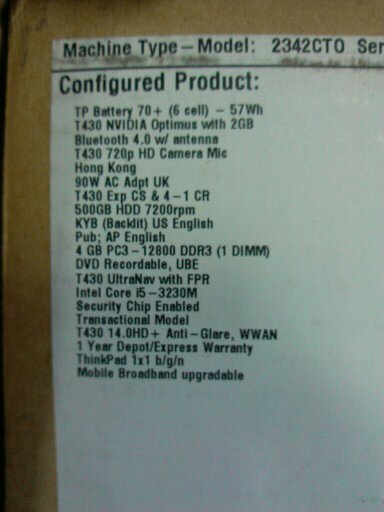 Machine Type – Model: 2342CTO Ser
Configured Product:
TP Battery 70+ (6 cell) – 57Wh
T430 NVIDIA Optimus with 2GB
Bluetooth 4.0 w/ antenna
T430 720p HD Camera Mic
Hong Kong
90W AC Adpt UK
T430 Exp CS & 4–1 CR
500GB HDD 7200rpm
KYB (Backlit) US English
Pub; AP English
4 GB PC3–12800 DDR3 (1 DIMM)
DVD Recordable, UBE
T430 UltraNav with FPR
Intel Core i5–3230M
Security Chip Enabled
Transactional Model
T430 14.0HD+ Anti–Glare, WWAN
1 Year Depot/Express Warranty
ThinkPad 1x1 b/g/n
Mobile Broadband upgradable